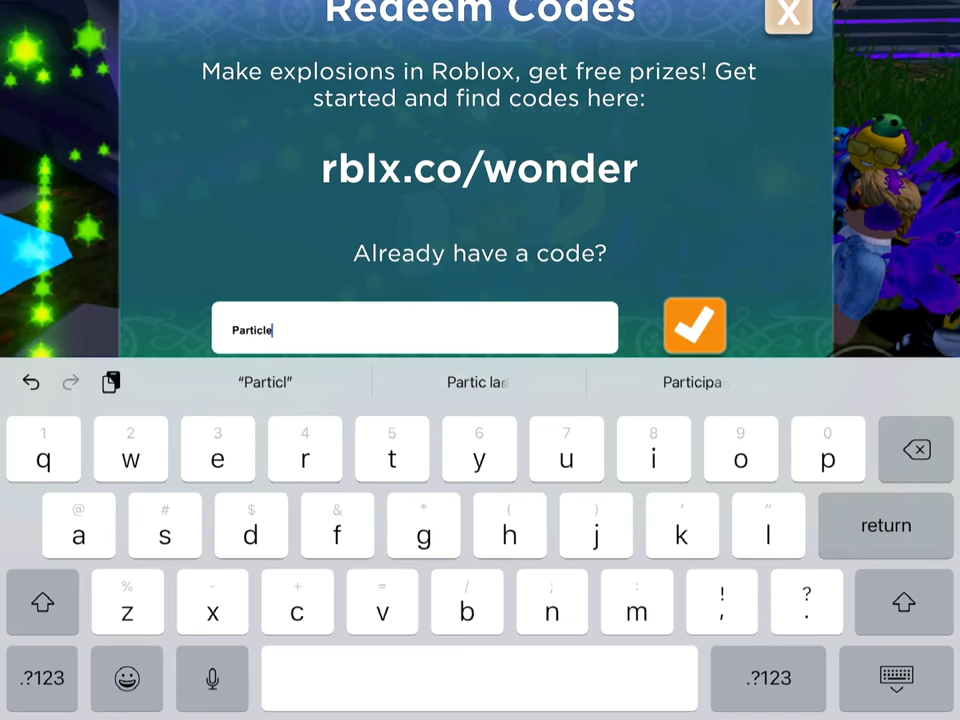 Redeem Codes
X
Make explosions in Roblox, get free prizes! Get
started and find codes here:
rblx.co/wonder
Already have a code?
Particle
“Particl” Partic las Participa
1 2 3 4 5 6 7 8 9 0
q w e r t y u i o p
@ # $ & * ( ) ' "
a s d f g h j k l return
% - + = / ; : ! ?
z x c v b n m , .
.?123 .?123